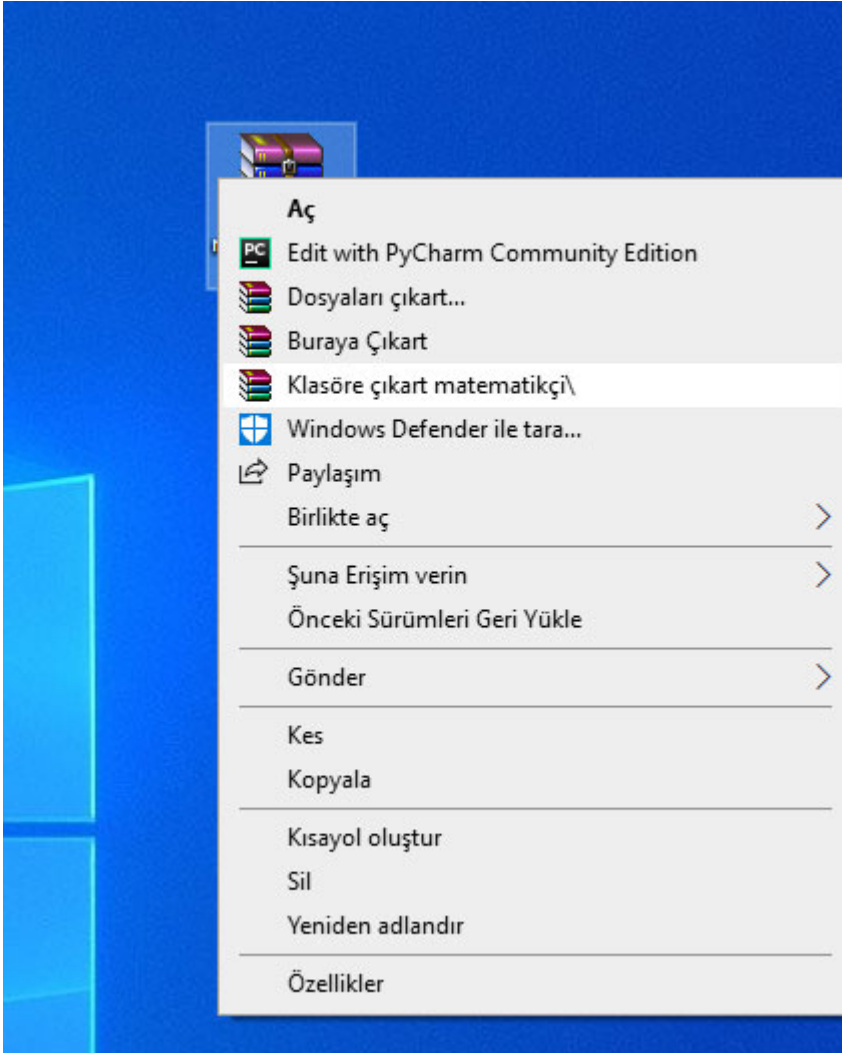 Aç
Edit with PyCharm Community Edition
Dosyaları çıkart...
Buraya Çıkart
Klasöre çıkart matematikçi\
Windows Defender ile tara...
Paylaşım
Birlikte aç
Şuna Erişim verin
Önceki Sürümleri Geri Yükle
Gönder
Kes
Kopyala
Kısayol oluştur
Sil
Yeniden adlandır
Özellikler